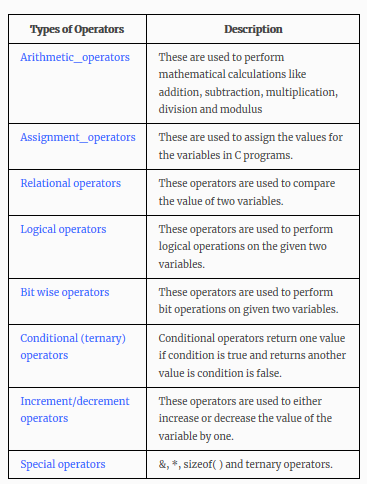 Types of Operators
Description
Arithmetic_operators
These are used to perform
mathematical calculations like
addition, subtraction, multiplication,
division and modulus
Assignment_operators
These are used to assign the values for
the variables in C programs.
Relational operators
These operators are used to compare
the value of two variables.
Logical operators
These operators are used to perform
logical operations on the given two
variables.
Bit wise operators
These operators are used to perform
bit operations on given two variables.
Conditional (ternary)
operators
Conditional operators return one value
if condition is true and returns another
value is condition is false.
Increment/decrement
operators
These operators are used to either
increase or decrease the value of the
variable by one.
Special operators
&, *, sizeof( ) and ternary operators.